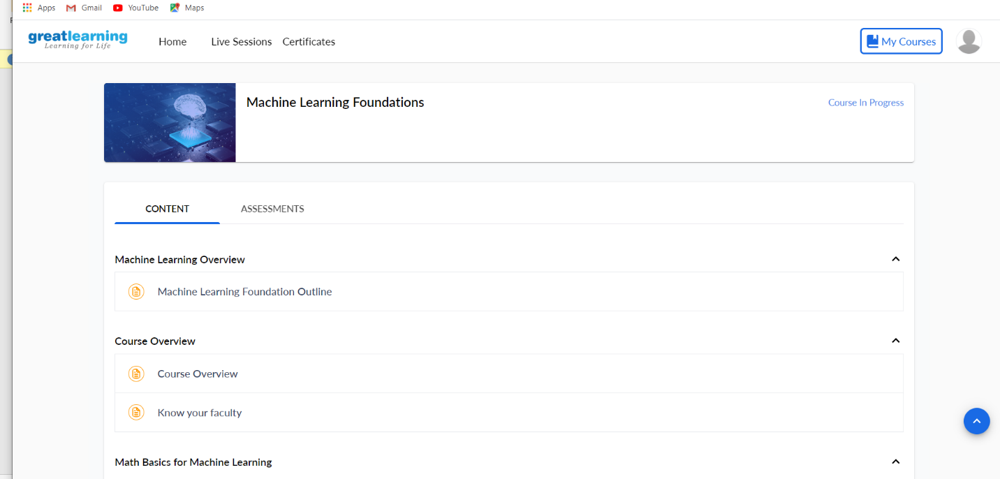 Apps Gmail YouTube Maps
greatlearning
Learning for Life
Home Live Sessions Certificates My Courses
Machine Learning Foundations Course In Progress
CONTENT ASSESSMENTS
Machine Learning Overview
Machine Learning Foundation Outline
Course Overview
Course Overview
Know your faculty
Math Basics for Machine Learning